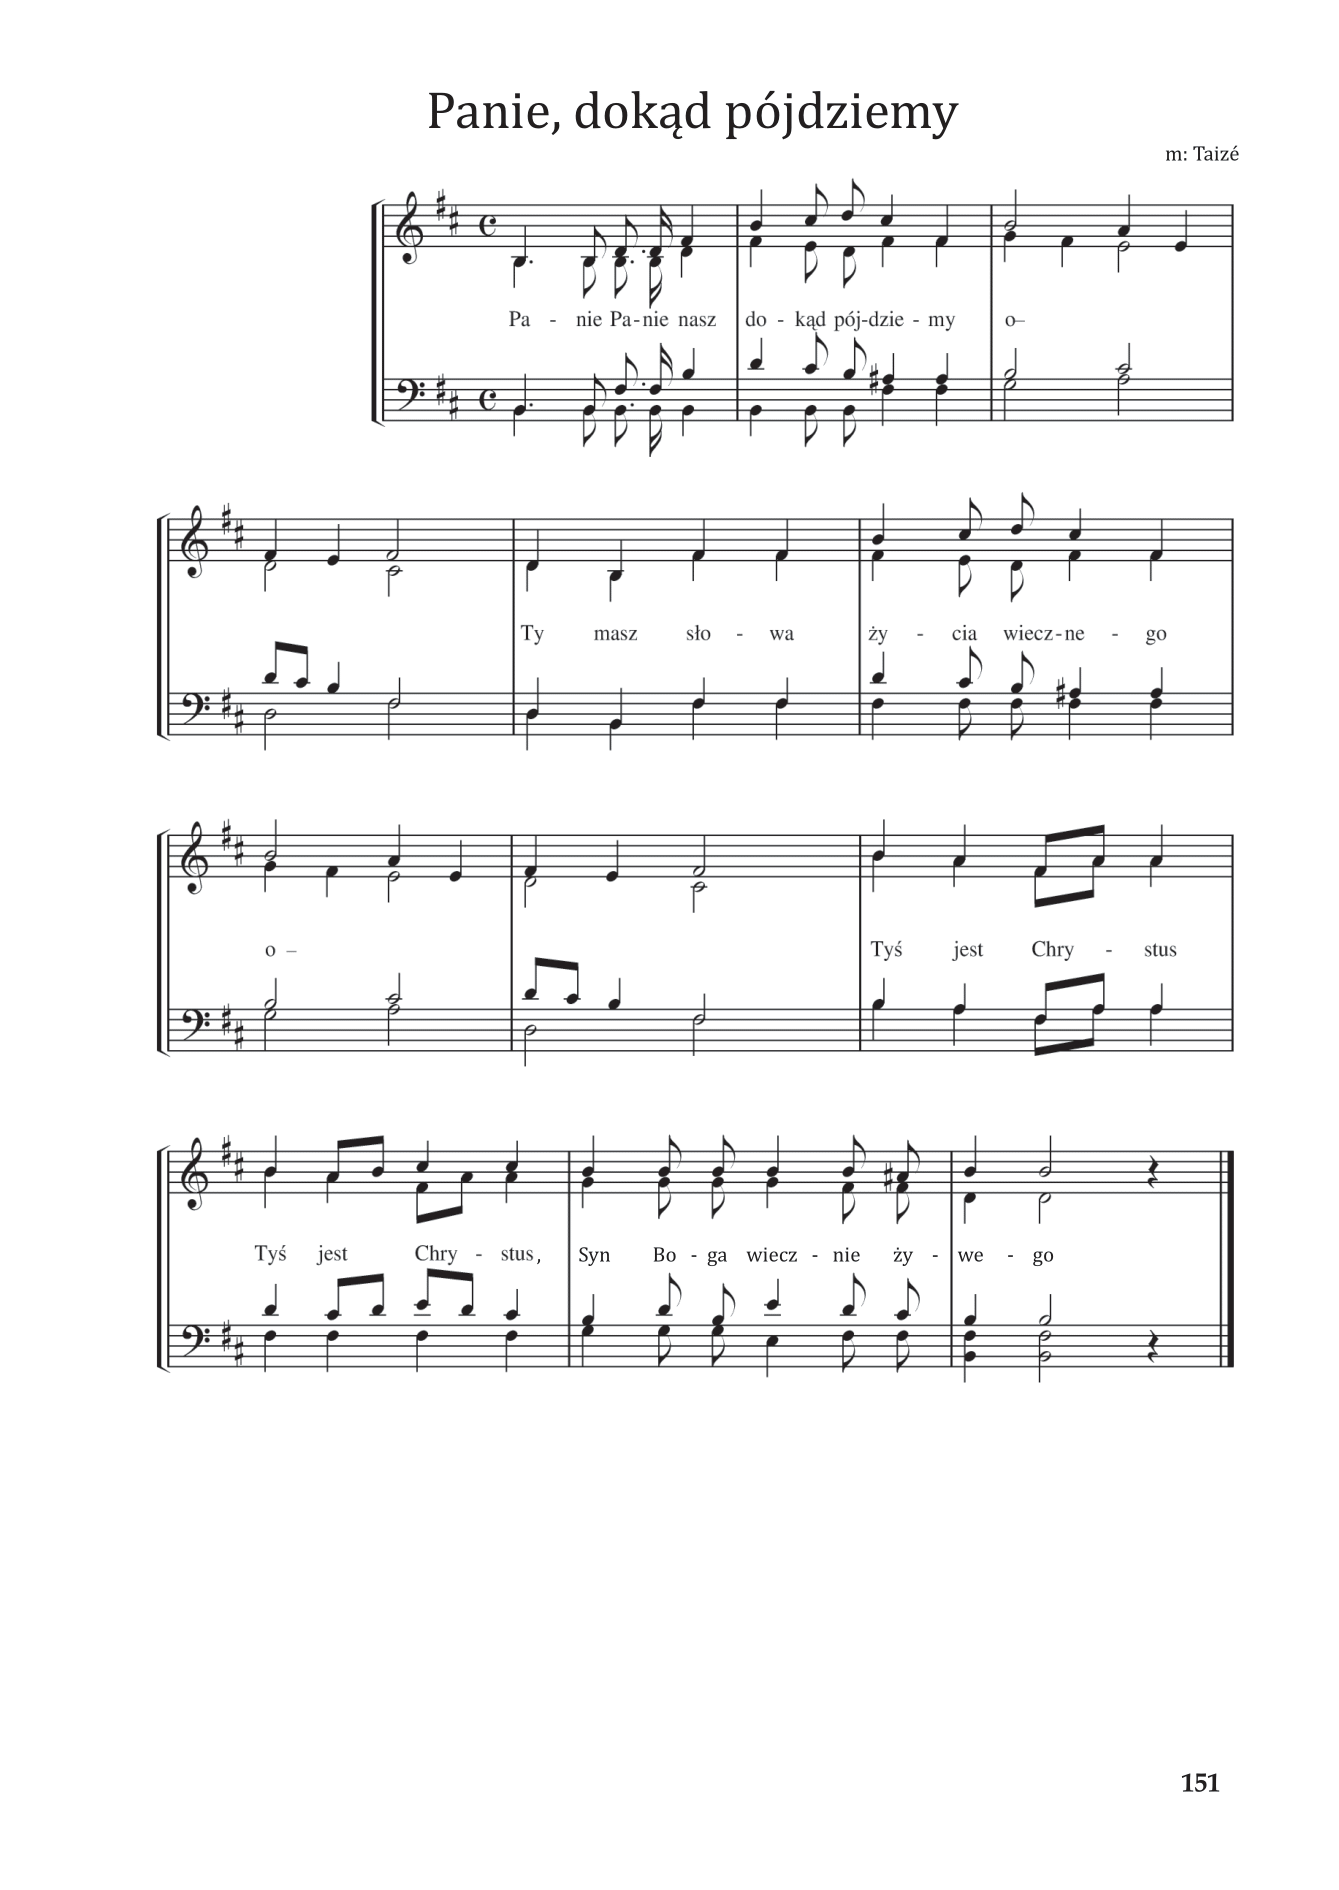 Panie, dokąd pójdziemy
m: Taizé
Pa - nie Pa-nie nasz do - kąd pój-dzie - my o–
Ty masz sło - wa ży - cia wiecz-ne - go
o – Tyś jest Chry - stus
Tyś jest Chry - stus, Syn Bo - ga wiecz - nie ży - we - go
151